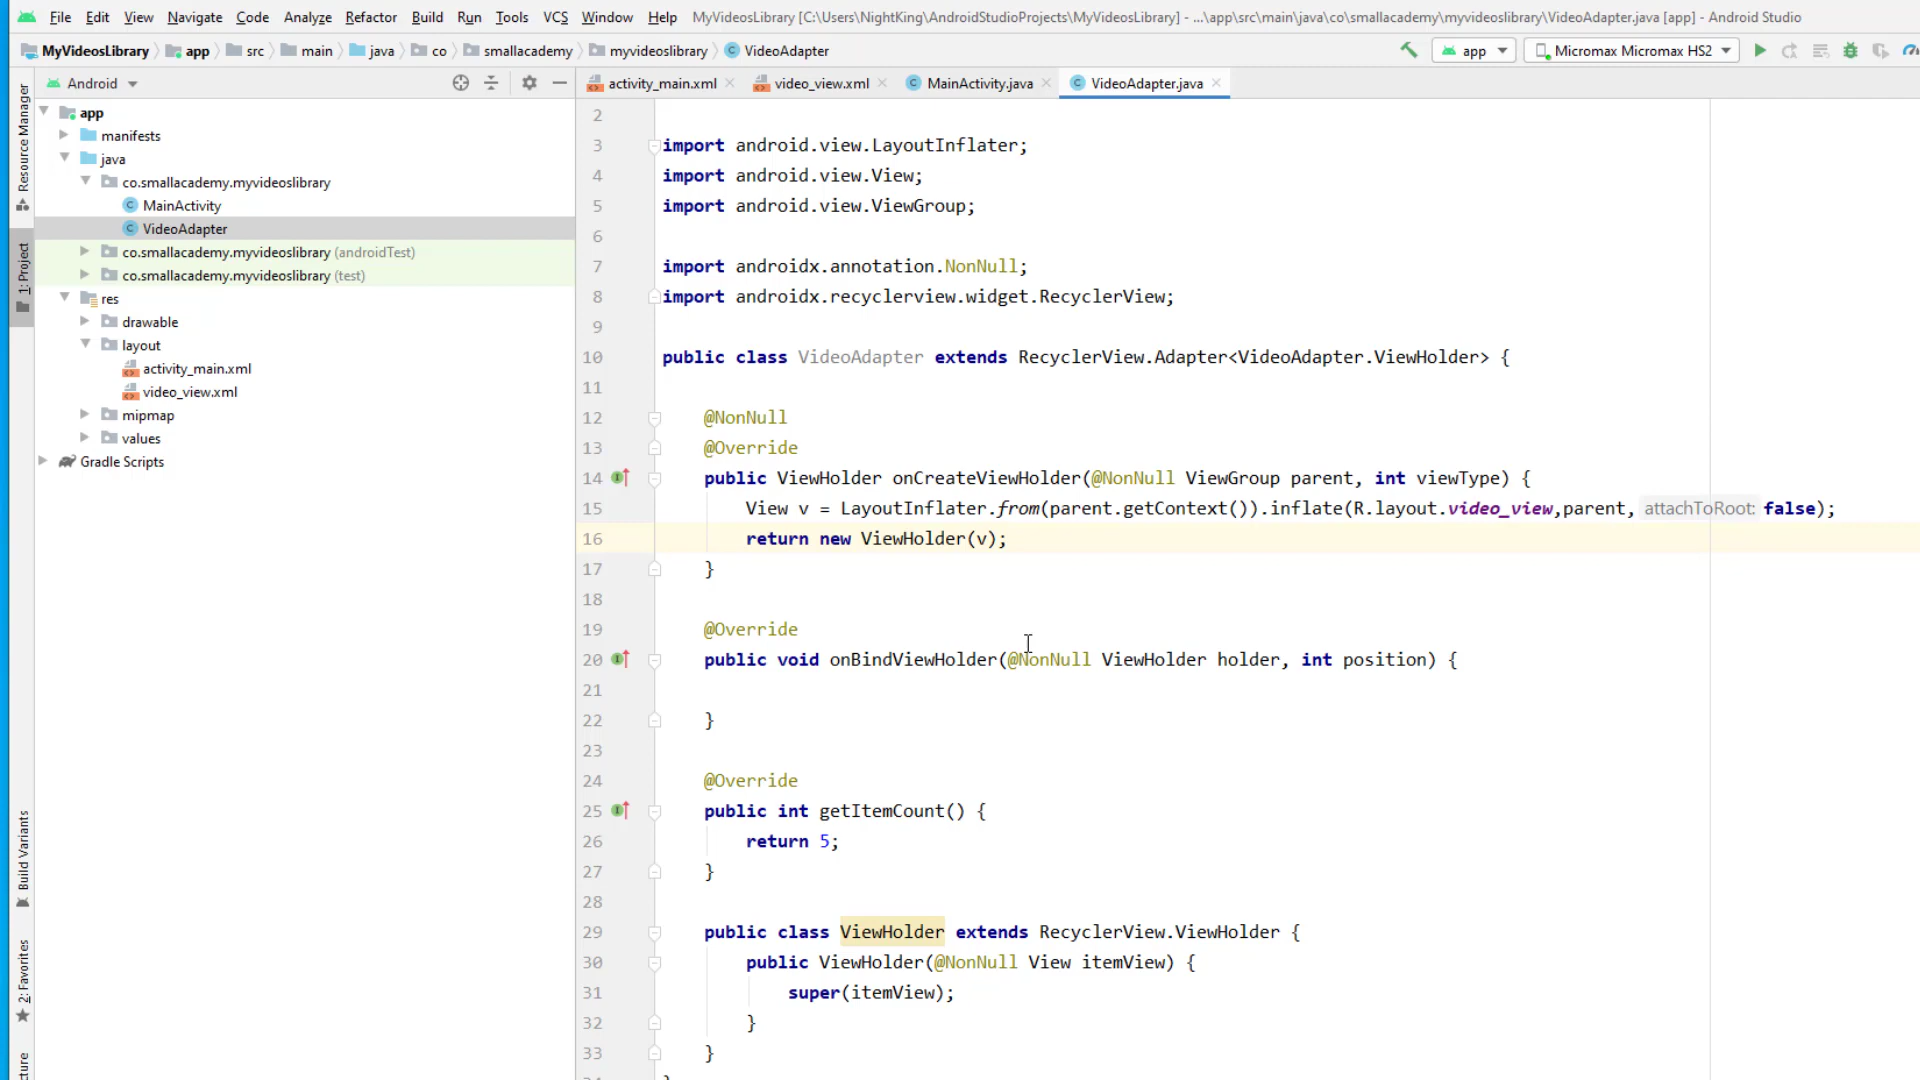 File Edit View Navigate Code Analyze Refactor Build Run Tools VCS Window Help MyVideosLibrary [C:\Users\NightKing\AndroidStudioProjects\MyVideosLibrary] - ...\app\src\main\java\co\smallacademy\myvideoslibrary\VideoAdapter.java [app] - Android Studio
MyVideosLibrary app src main java co smallacademy myvideoslibrary VideoAdapter app Micromax Micromax HS2
Android
activity_main.xml video_view.xml MainActivity.java VideoAdapter.java
Resource Manager
1: Project
Build Variants
2: Favorites
app
manifests
java
co.smallacademy.myvideoslibrary
MainActivity
VideoAdapter
co.smallacademy.myvideoslibrary (androidTest)
co.smallacademy.myvideoslibrary (test)
res
drawable
layout
activity_main.xml
video_view.xml
mipmap
values
Gradle Scripts
2
3 import android.view.LayoutInflater;
4 import android.view.View;
5 import android.view.ViewGroup;
6
7 import androidx.annotation.NonNull;
8 import androidx.recyclerview.widget.RecyclerView;
9
10 public class VideoAdapter extends RecyclerView.Adapter<VideoAdapter.ViewHolder> {
11
12 @NonNull
13 @Override
14 public ViewHolder onCreateViewHolder(@NonNull ViewGroup parent, int viewType) {
15 View v = LayoutInflater.from(parent.getContext()).inflate(R.layout.video_view,parent, attachToRoot: false);
16 return new ViewHolder(v);
17 }
18
19 @Override
20 public void onBindViewHolder(@NonNull ViewHolder holder, int position) {
21
22 }
23
24 @Override
25 public int getItemCount() {
26 return 5;
27 }
28
29 public class ViewHolder extends RecyclerView.ViewHolder {
30 public ViewHolder(@NonNull View itemView) {
31 super(itemView);
32 }
33 }